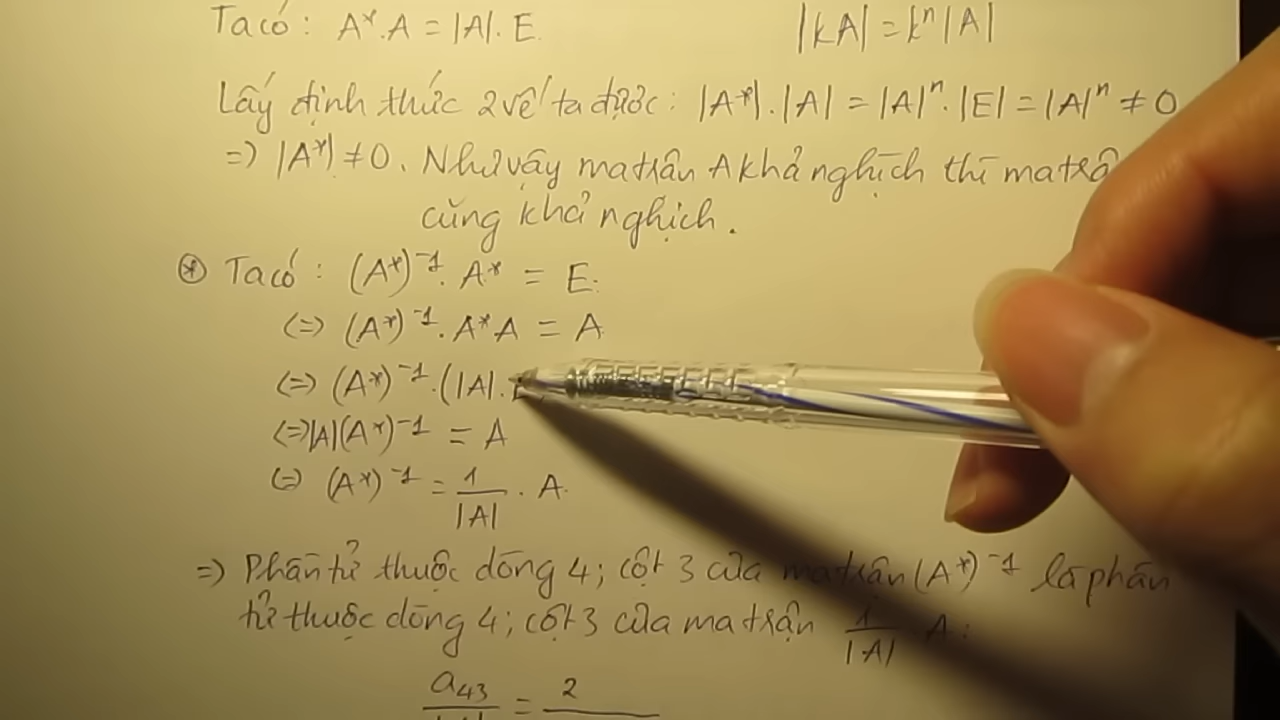 Ta có : A*.A = |A|. E. |kA| = kⁿ|A|
Lấy định thức 2 vế ta được : |A*|.|A| = |A|ⁿ.|E| = |A|ⁿ ≠ 0
=> |A*| ≠ 0. Như vậy ma trận A khả nghịch thì ma
cũng khả nghịch.
⊛ Ta có : (A*)⁻¹. A* = E.
<=> (A*)⁻¹. A*A = A
<=> (A*)⁻¹.(|A|.
<=> |A|(A*)⁻¹ = A
<=> (A*)⁻¹ = 1/|A| . A.
=> Phần tử thuộc dòng 4; cột 3 của ma trận (A*)⁻¹ là phần
tử thuộc dòng 4; cột 3 của ma trận 1/|A| . A :
a₄₃/|A| = 2